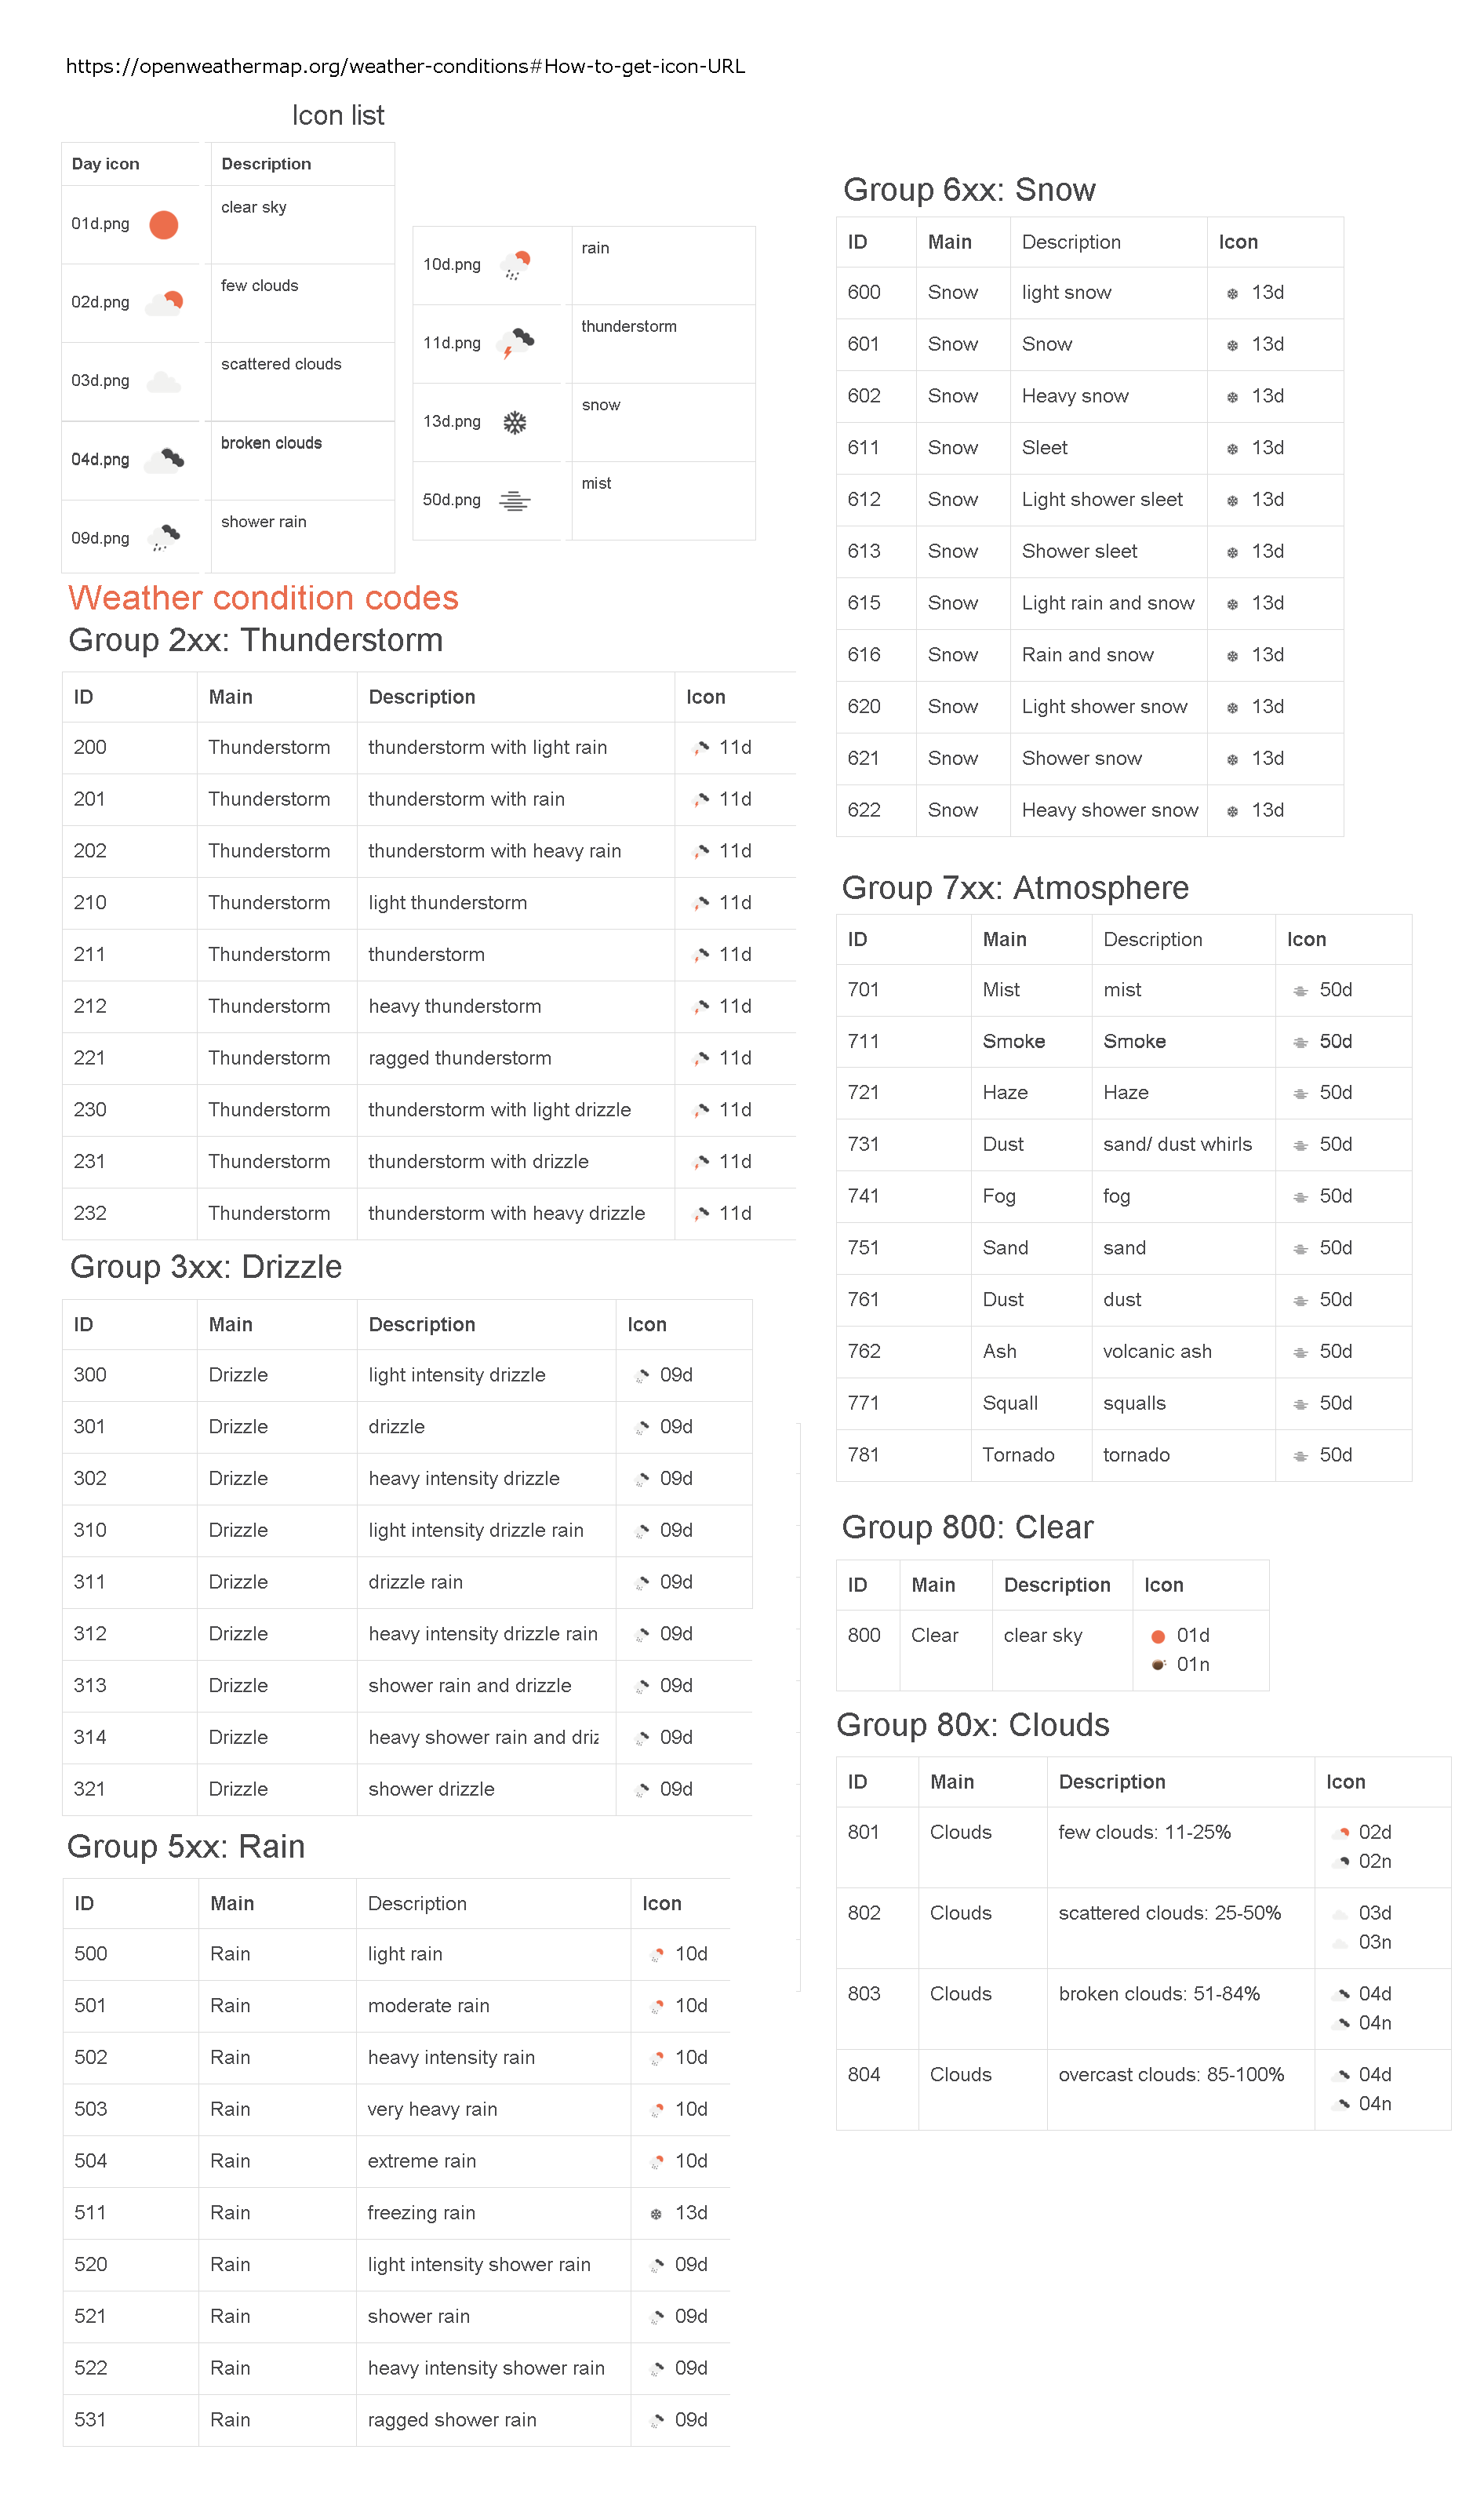 https://openweathermap.org/weather-conditions#How-to-get-icon-URL
Icon list
Day icon Description
01d.png clear sky
02d.png few clouds
03d.png scattered clouds
04d.png broken clouds
09d.png shower rain
10d.png rain
11d.png thunderstorm
13d.png snow
50d.png mist
Weather condition codes
Group 2xx: Thunderstorm
ID Main Description Icon
200 Thunderstorm thunderstorm with light rain 11d
201 Thunderstorm thunderstorm with rain 11d
202 Thunderstorm thunderstorm with heavy rain 11d
210 Thunderstorm light thunderstorm 11d
211 Thunderstorm thunderstorm 11d
212 Thunderstorm heavy thunderstorm 11d
221 Thunderstorm ragged thunderstorm 11d
230 Thunderstorm thunderstorm with light drizzle 11d
231 Thunderstorm thunderstorm with drizzle 11d
232 Thunderstorm thunderstorm with heavy drizzle 11d
Group 3xx: Drizzle
ID Main Description Icon
300 Drizzle light intensity drizzle 09d
301 Drizzle drizzle 09d
302 Drizzle heavy intensity drizzle 09d
310 Drizzle light intensity drizzle rain 09d
311 Drizzle drizzle rain 09d
312 Drizzle heavy intensity drizzle rain 09d
313 Drizzle shower rain and drizzle 09d
314 Drizzle heavy shower rain and driz 09d
321 Drizzle shower drizzle 09d
Group 5xx: Rain
ID Main Description Icon
500 Rain light rain 10d
501 Rain moderate rain 10d
502 Rain heavy intensity rain 10d
503 Rain very heavy rain 10d
504 Rain extreme rain 10d
511 Rain freezing rain 13d
520 Rain light intensity shower rain 09d
521 Rain shower rain 09d
522 Rain heavy intensity shower rain 09d
531 Rain ragged shower rain 09d
Group 6xx: Snow
ID Main Description Icon
600 Snow light snow 13d
601 Snow Snow 13d
602 Snow Heavy snow 13d
611 Snow Sleet 13d
612 Snow Light shower sleet 13d
613 Snow Shower sleet 13d
615 Snow Light rain and snow 13d
616 Snow Rain and snow 13d
620 Snow Light shower snow 13d
621 Snow Shower snow 13d
622 Snow Heavy shower snow 13d
Group 7xx: Atmosphere
ID Main Description Icon
701 Mist mist 50d
711 Smoke Smoke 50d
721 Haze Haze 50d
731 Dust sand/ dust whirls 50d
741 Fog fog 50d
751 Sand sand 50d
761 Dust dust 50d
762 Ash volcanic ash 50d
771 Squall squalls 50d
781 Tornado tornado 50d
Group 800: Clear
ID Main Description Icon
800 Clear clear sky 01d
01n
Group 80x: Clouds
ID Main Description Icon
801 Clouds few clouds: 11-25% 02d
02n
802 Clouds scattered clouds: 25-50% 03d
03n
803 Clouds broken clouds: 51-84% 04d
04n
804 Clouds overcast clouds: 85-100% 04d
04n